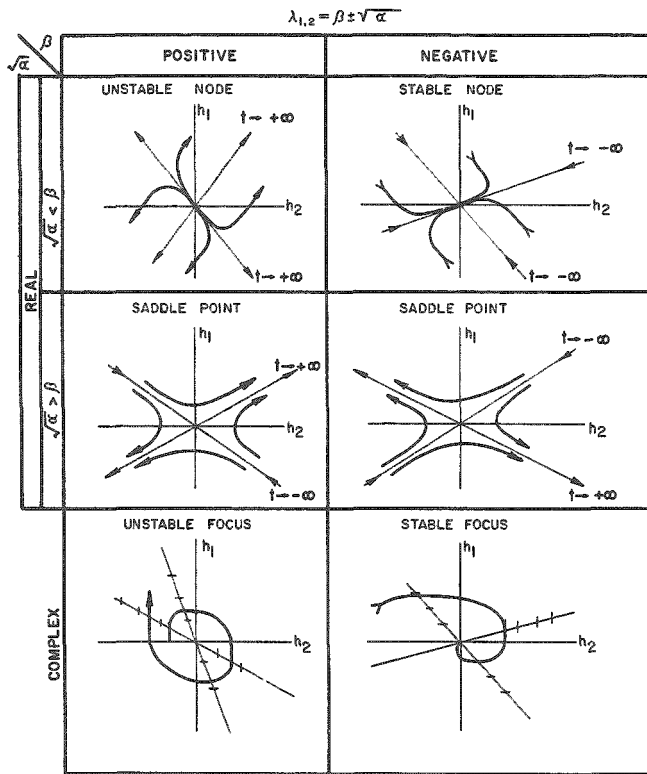 λ1,2 = β ± √α
β
√α
POSITIVE
NEGATIVE
REAL
√α < β
UNSTABLE NODE
h1
t → +∞
h2
t → +∞
STABLE NODE
h1
t → -∞
h2
t → -∞
√α > β
SADDLE POINT
h1
t → +∞
h2
t → -∞
SADDLE POINT
h1
t → -∞
h2
t → +∞
COMPLEX
UNSTABLE FOCUS
h1
h2
STABLE FOCUS
h1
h2